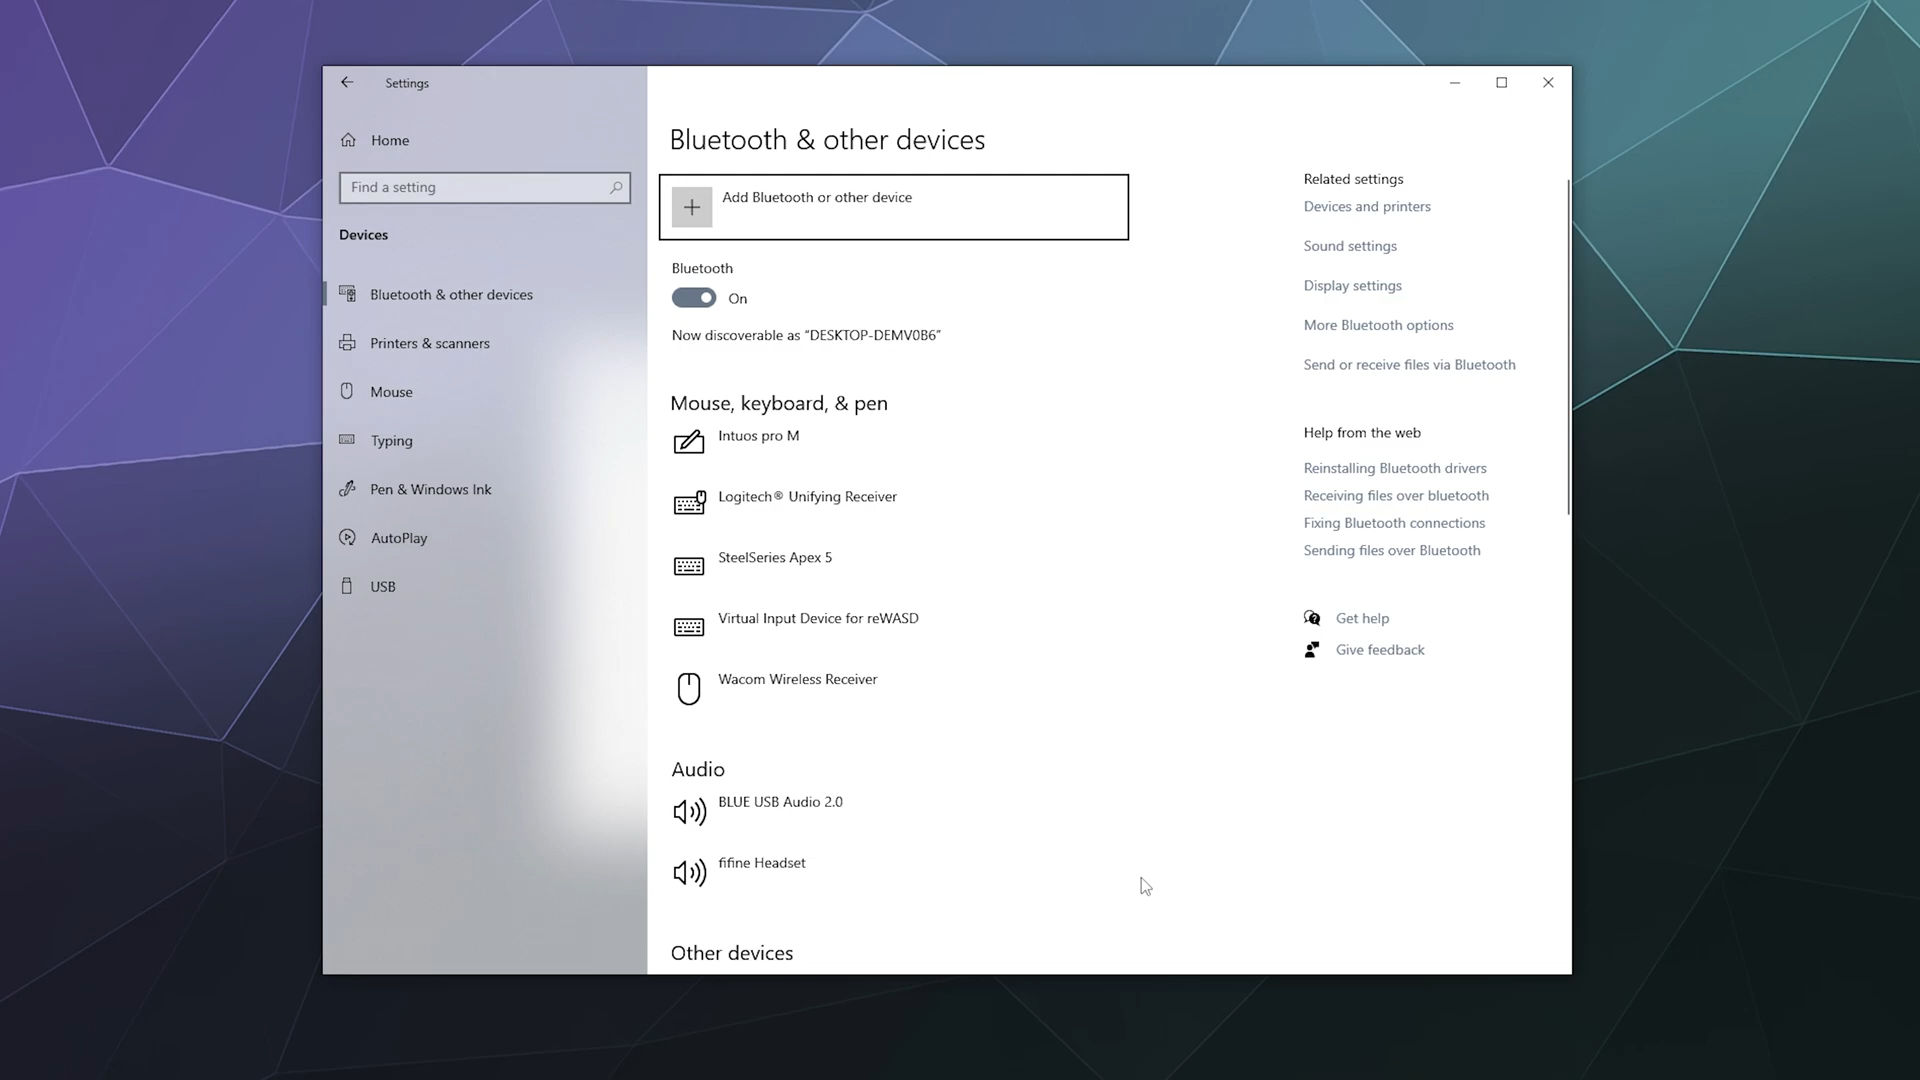 Settings
Home
Find a setting
Devices
Bluetooth & other devices
Printers & scanners
Mouse
Typing
Pen & Windows Ink
AutoPlay
USB
Bluetooth & other devices
Add Bluetooth or other device
Bluetooth
On
Now discoverable as “DESKTOP-DEMV0B6”
Mouse, keyboard, & pen
Intuos pro M
Logitech® Unifying Receiver
SteelSeries Apex 5
Virtual Input Device for reWASD
Wacom Wireless Receiver
Audio
BLUE USB Audio 2.0
fifine Headset
Other devices
Related settings
Devices and printers
Sound settings
Display settings
More Bluetooth options
Send or receive files via Bluetooth
Help from the web
Reinstalling Bluetooth drivers
Receiving files over bluetooth
Fixing Bluetooth connections
Sending files over Bluetooth
Get help
Give feedback